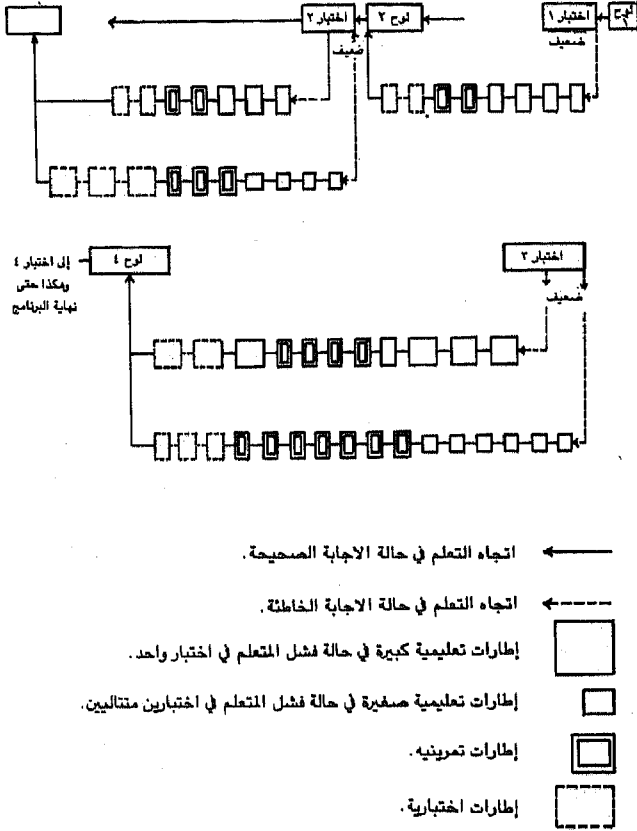 لوح ١
اختبار ١
لوح ٢
اختبار ٢
ضعيف
ضعيف
اختبار ٣
لوح ٤
إلى اختبار ٤
وهكذا حتى
نهاية البرنامج
ضعيف
اتجاه التعلم في حالة الاجابة الصحيحة.
اتجاه التعلم في حالة الاجابة الخاطئة.
إطارات تعليمية كبيرة في حالة فشل المتعلم في اختبار واحد.
إطارات تعليمية صغيرة في حالة فشل المتعلم في اختبارين متتاليين.
إطارات تمرينيه.
إطارات اختبارية.